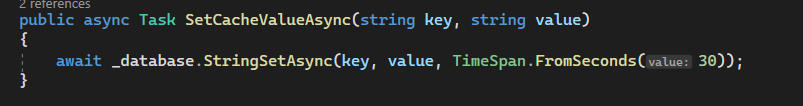 2 references
public async Task SetCacheValueAsync(string key, string value)
{
    await _database.StringSetAsync(key, value, TimeSpan.FromSeconds(value: 30));
}